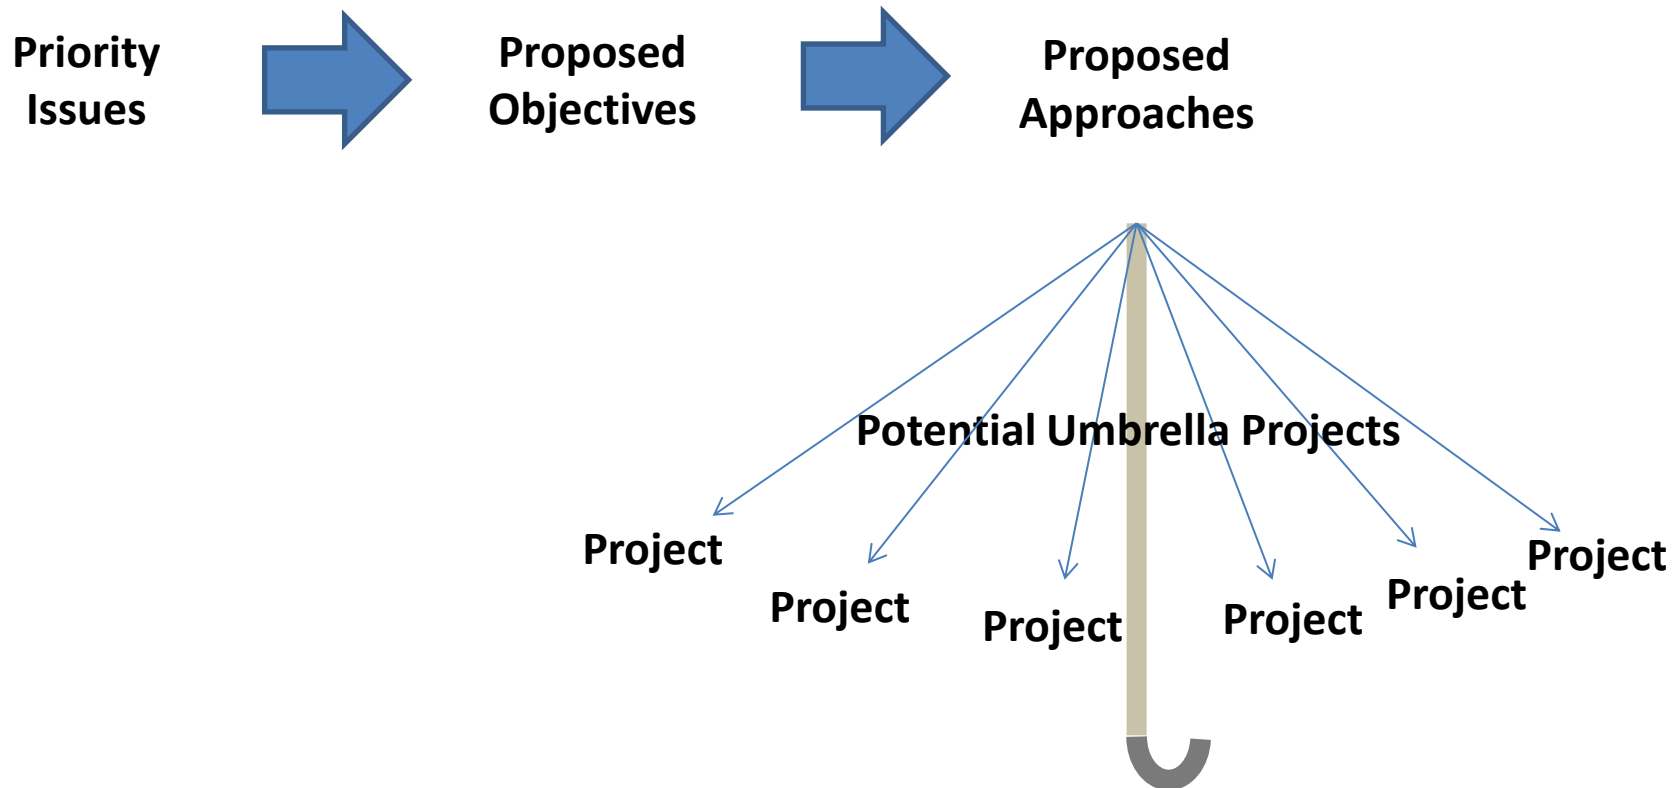 Priority
Issues
Proposed
Objectives
Proposed
Approaches
Potential Umbrella Projects
Project
Project
Project
Project
Project
Project